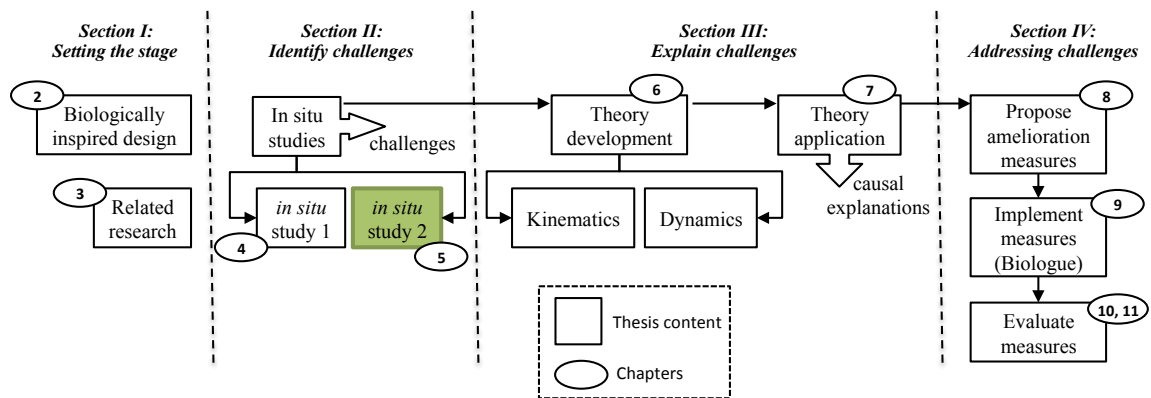 Section I:
Setting the stage
Section II:
Identify challenges
Section III:
Explain challenges
Section IV:
Addressing challenges
2
Biologically
inspired design
3
Related
research
In situ
studies
challenges
in situ
study 1
4
in situ
study 2
5
6
Theory
development
Kinematics
Dynamics
7
Theory
application
causal
explanations
8
Propose
amelioration
measures
9
Implement
measures
(Biologue)
10, 11
Evaluate
measures
Thesis content
Chapters